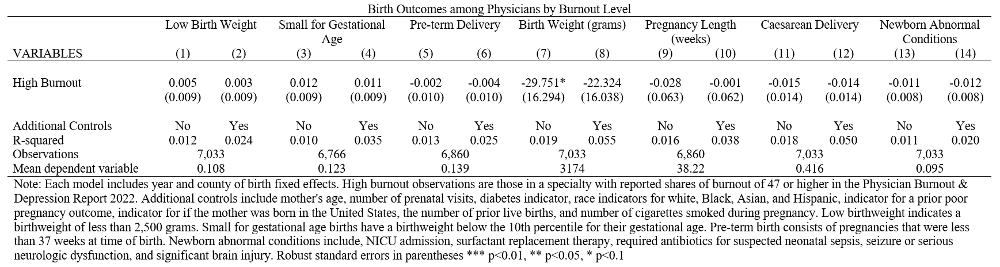 Birth Outcomes among Physicians by Burnout Level
Low Birth Weight Small for Gestational Age Pre-term Delivery Birth Weight (grams) Pregnancy Length (weeks) Caesarean Delivery Newborn Abnormal Conditions
VARIABLES (1) (2) (3) (4) (5) (6) (7) (8) (9) (10) (11) (12) (13) (14)
High Burnout 0.005 0.003 0.012 0.011 -0.002 -0.004 -29.751* -22.324 -0.028 -0.001 -0.015 -0.014 -0.011 -0.012
(0.009) (0.009) (0.009) (0.009) (0.010) (0.010) (16.294) (16.038) (0.063) (0.062) (0.014) (0.014) (0.008) (0.008)
Additional Controls No Yes No Yes No Yes No Yes No Yes No Yes No Yes
R-squared 0.012 0.024 0.010 0.035 0.013 0.025 0.019 0.055 0.016 0.038 0.018 0.050 0.011 0.020
Observations 7,033 6,766 6,860 7,033 6,860 7,033 7,033
Mean dependent variable 0.108 0.123 0.139 3174 38.22 0.416 0.095
Note: Each model includes year and county of birth fixed effects. High burnout observations are those in a specialty with reported shares of burnout of 47 or higher in the Physician Burnout &
Depression Report 2022. Additional controls include mother's age, number of prenatal visits, diabetes indicator, race indicators for white, Black, Asian, and Hispanic, indicator for a prior poor
pregnancy outcome, indicator for if the mother was born in the United States, the number of prior live births, and number of cigarettes smoked during pregnancy. Low birthweight indicates a
birthweight of less than 2,500 grams. Small for gestational age births have a birthweight below the 10th percentile for their gestational age. Pre-term birth consists of pregnancies that were less
than 37 weeks at time of birth. Newborn abnormal conditions include, NICU admission, surfactant replacement therapy, required antibiotics for suspected neonatal sepsis, seizure or serious
neurologic dysfunction, and significant brain injury. Robust standard errors in parentheses *** p<0.01, ** p<0.05, * p<0.1